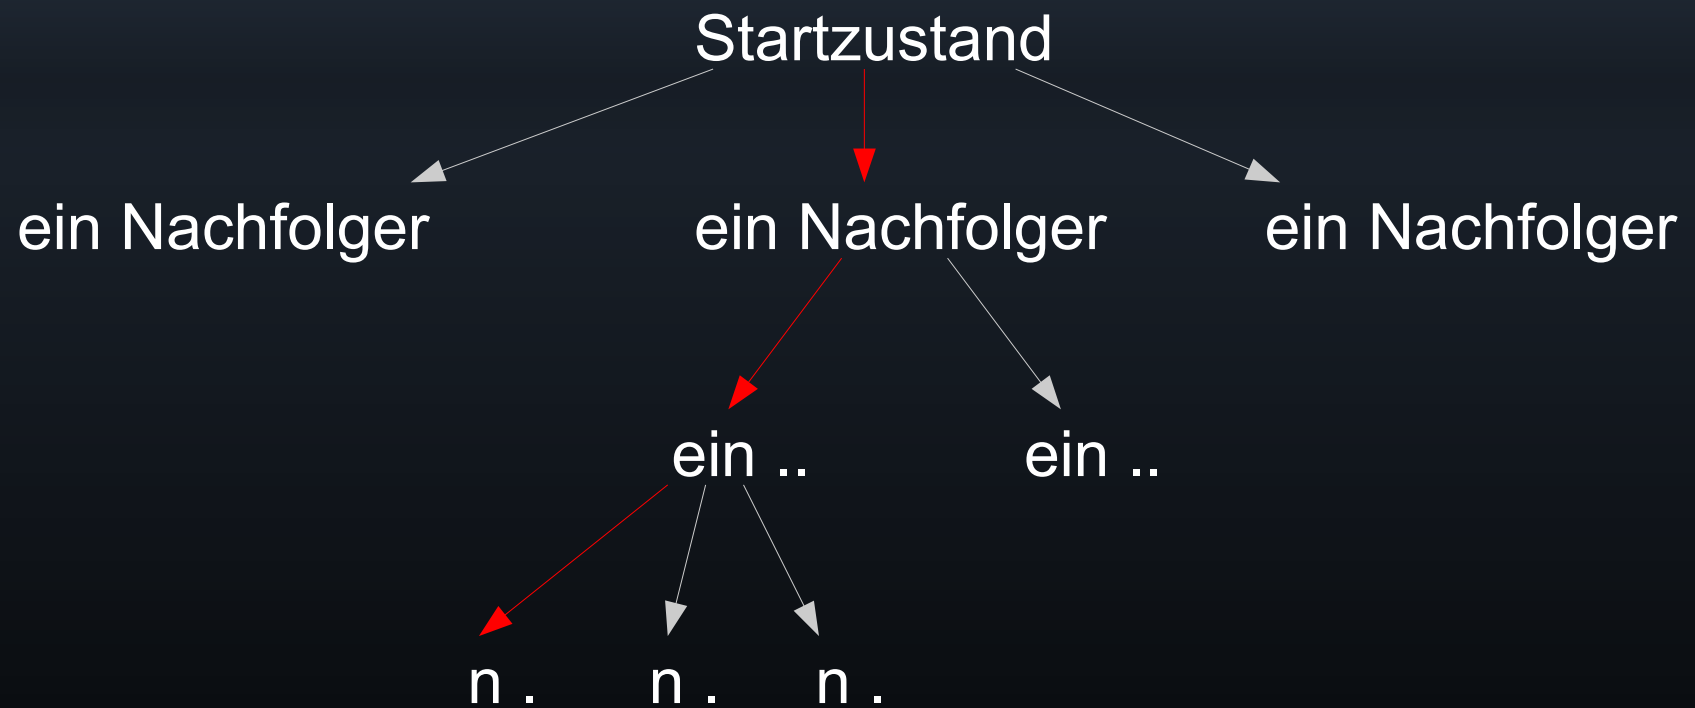 Startzustand
ein Nachfolger ein Nachfolger ein Nachfolger
ein .. ein ..
n . n . n .